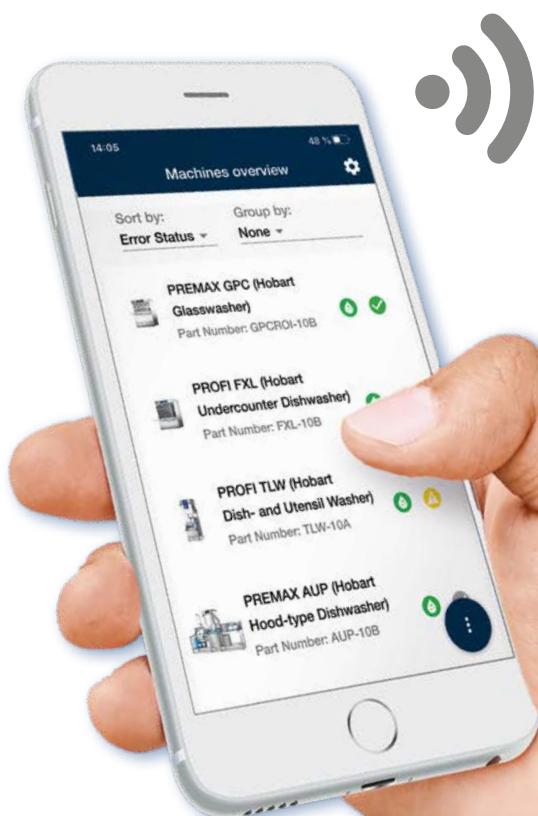 14:05
48 %
Machines overview
Sort by:
Group by:
Error Status
None
PREMAX GPC (Hobart
Glasswasher)
Part Number: GPCROI-10B
PROFI FXL (Hobart
Undercounter Dishwasher)
Part Number: FXL-10B
PROFI TLW (Hobart
Dish- and Utensil Washer)
Part Number: TLW-10A
PREMAX AUP (Hobart
Hood-type Dishwasher)
Part Number: AUP-10B